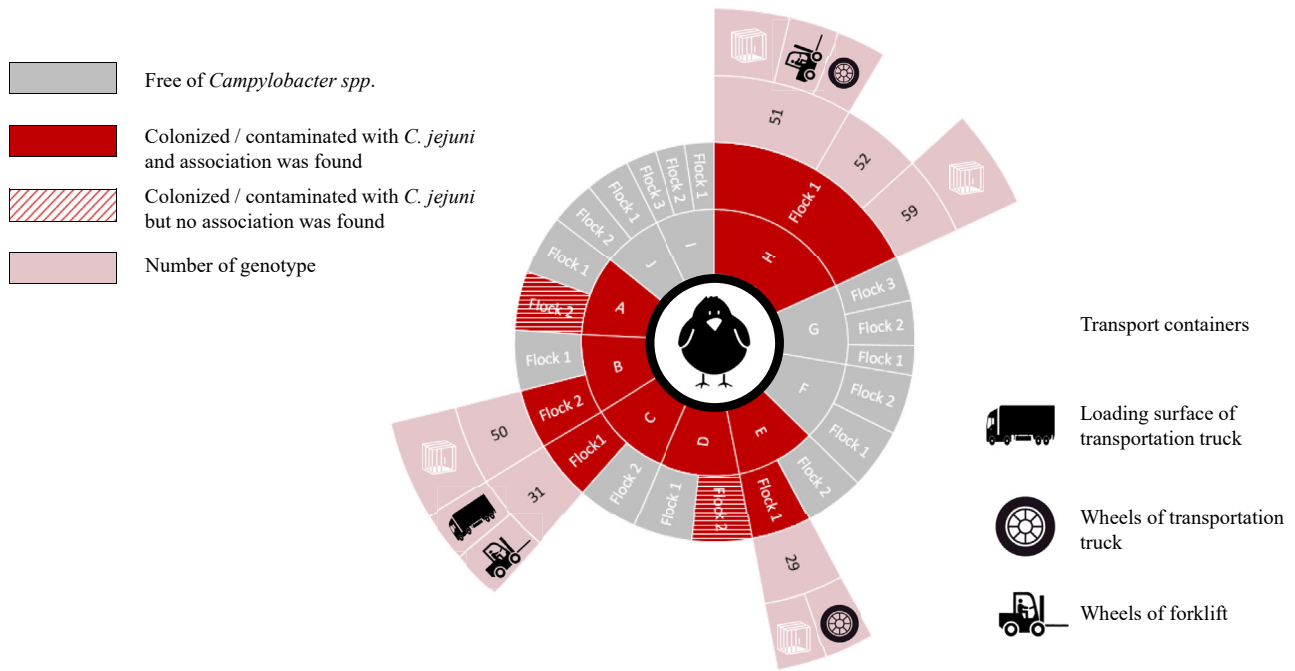 Free of Campylobacter spp.
Colonized / contaminated with C. jejuni
and association was found
Colonized / contaminated with C. jejuni
but no association was found
Number of genotype
51
52
59
Flock 1
H
Flock 3
Flock 2
Flock 1
G
Flock 2
Flock 1
F
Flock 2
Flock 1
E
29
Flock 2
D
Flock 1
Flock 2
C
Flock1
31
Flock 2
50
B
Flock 1
Flock 2
A
Flock 1
Flock 2
Flock 1
J
Flock 3
Flock 2
Flock 1
I
Transport containers
Loading surface of
transportation truck
Wheels of transportation
truck
Wheels of forklift